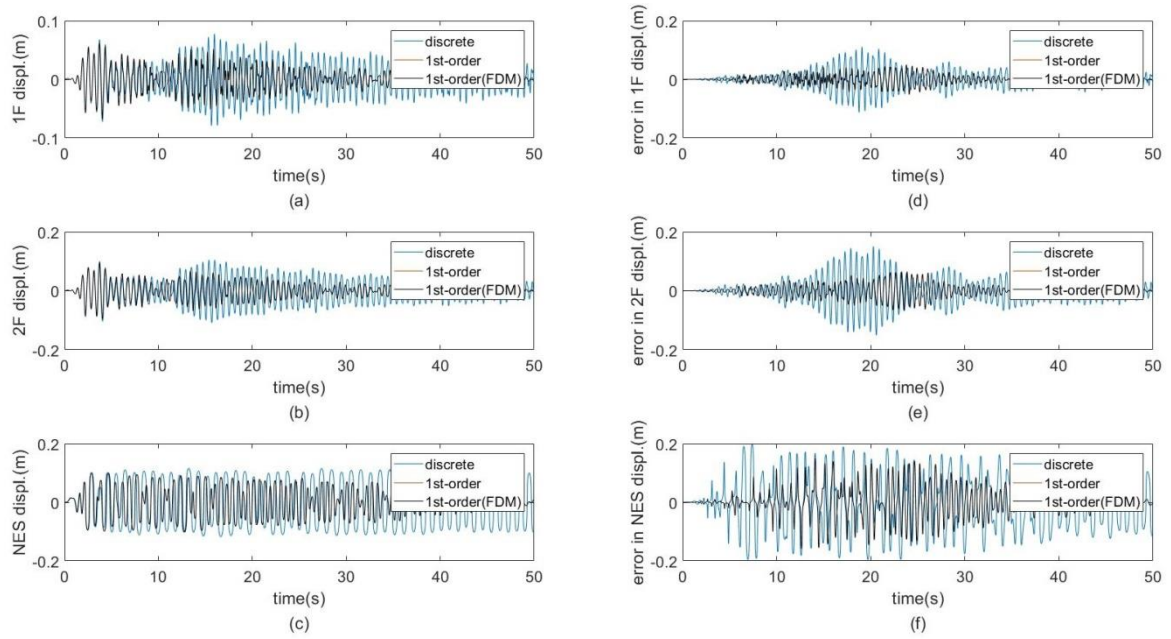 0.1
0
-0.1
1F displ.(m)
discrete
1st-order
1st-order(FDM)
0 10 20 30 40 50
time(s)
(a)
0.2
0
-0.2
error in 1F displ.(m)
discrete
1st-order
1st-order(FDM)
0 10 20 30 40 50
time(s)
(d)
0.2
0
-0.2
2F displ.(m)
discrete
1st-order
1st-order(FDM)
0 10 20 30 40 50
time(s)
(b)
0.2
0
-0.2
error in 2F displ.(m)
discrete
1st-order
1st-order(FDM)
0 10 20 30 40 50
time(s)
(e)
0.2
0
-0.2
NES displ.(m)
discrete
1st-order
1st-order(FDM)
0 10 20 30 40 50
time(s)
(c)
0.2
0
-0.2
error in NES displ.(m)
discrete
1st-order
1st-order(FDM)
0 10 20 30 40 50
time(s)
(f)